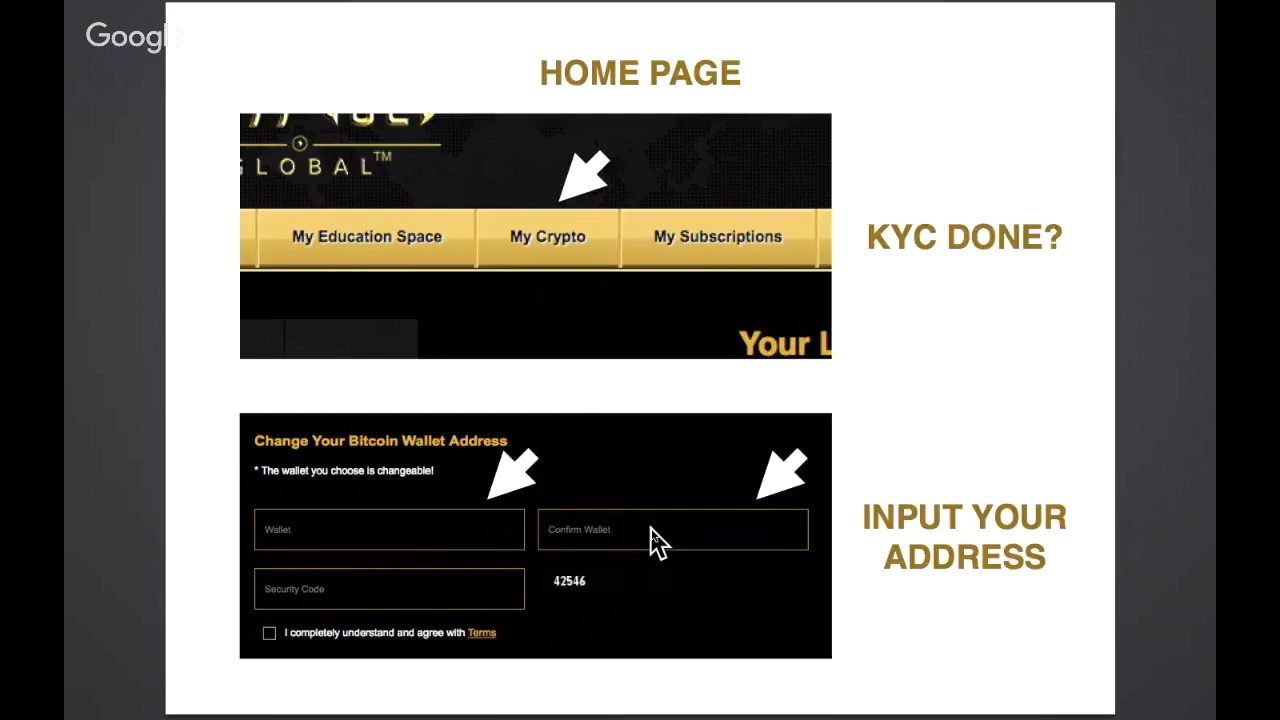 Google
HOME PAGE
GLOBAL™
My Education Space
My Crypto
My Subscriptions
KYC DONE?
Your L
Change Your Bitcoin Wallet Address
* The wallet you choose is changeable!
Wallet
Confirm Wallet
INPUT YOUR
ADDRESS
Security Code
42546
I completely understand and agree with Terms